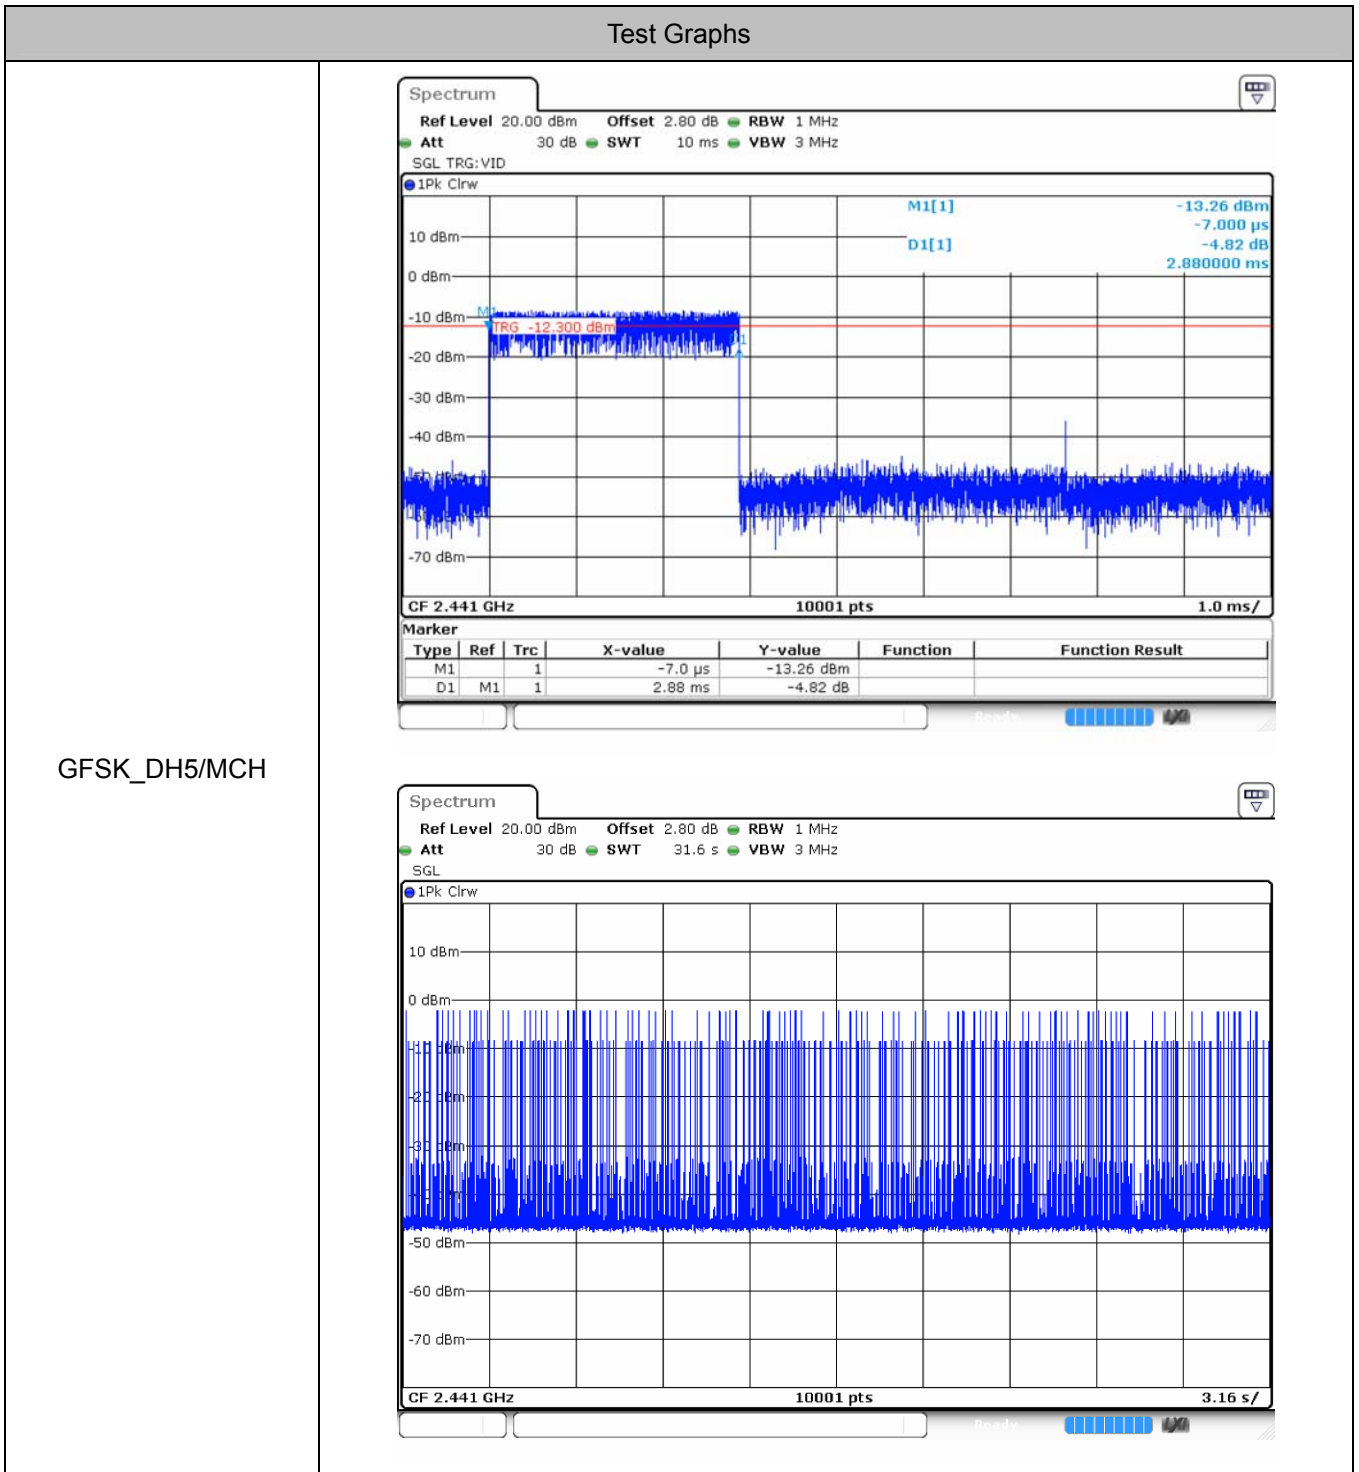 Test Graphs
GFSK_DH5/MCH
Spectrum
Ref Level 20.00 dBm Offset 2.80 dB RBW 1 MHz
Att 30 dB SWT 10 ms VBW 3 MHz
SGL TRG:VID
1Pk Clrw
M1[1] -13.26 dBm
-7.000 µs
D1[1] -4.82 dB
2.880000 ms
10 dBm
0 dBm
M1
-10 dBm
TRG -12.300 dBm
-20 dBm
-30 dBm
-40 dBm
-70 dBm
CF 2.441 GHz 10001 pts 1.0 ms/
Marker
Type Ref Trc X-value Y-value Function Function Result
M1 1 -7.0 µs -13.26 dBm
D1 M1 1 2.88 ms -4.82 dB
Ready
Spectrum
Ref Level 20.00 dBm Offset 2.80 dB RBW 1 MHz
Att 30 dB SWT 31.6 s VBW 3 MHz
SGL
1Pk Clrw
10 dBm
0 dBm
-50 dBm
-60 dBm
-70 dBm
CF 2.441 GHz 10001 pts 3.16 s/
Ready